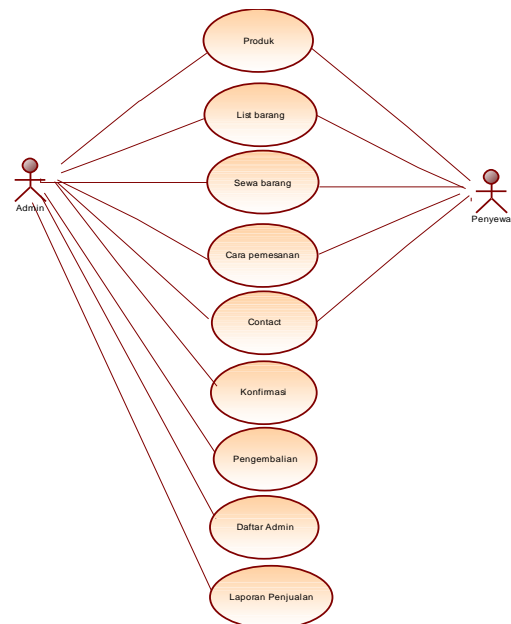 Produk
List barang
Sewa barang
Admin
Penyewa
Cara pemesanan
Contact
Konfirmasi
Pengembalian
Daftar Admin
Laporan Penjualan